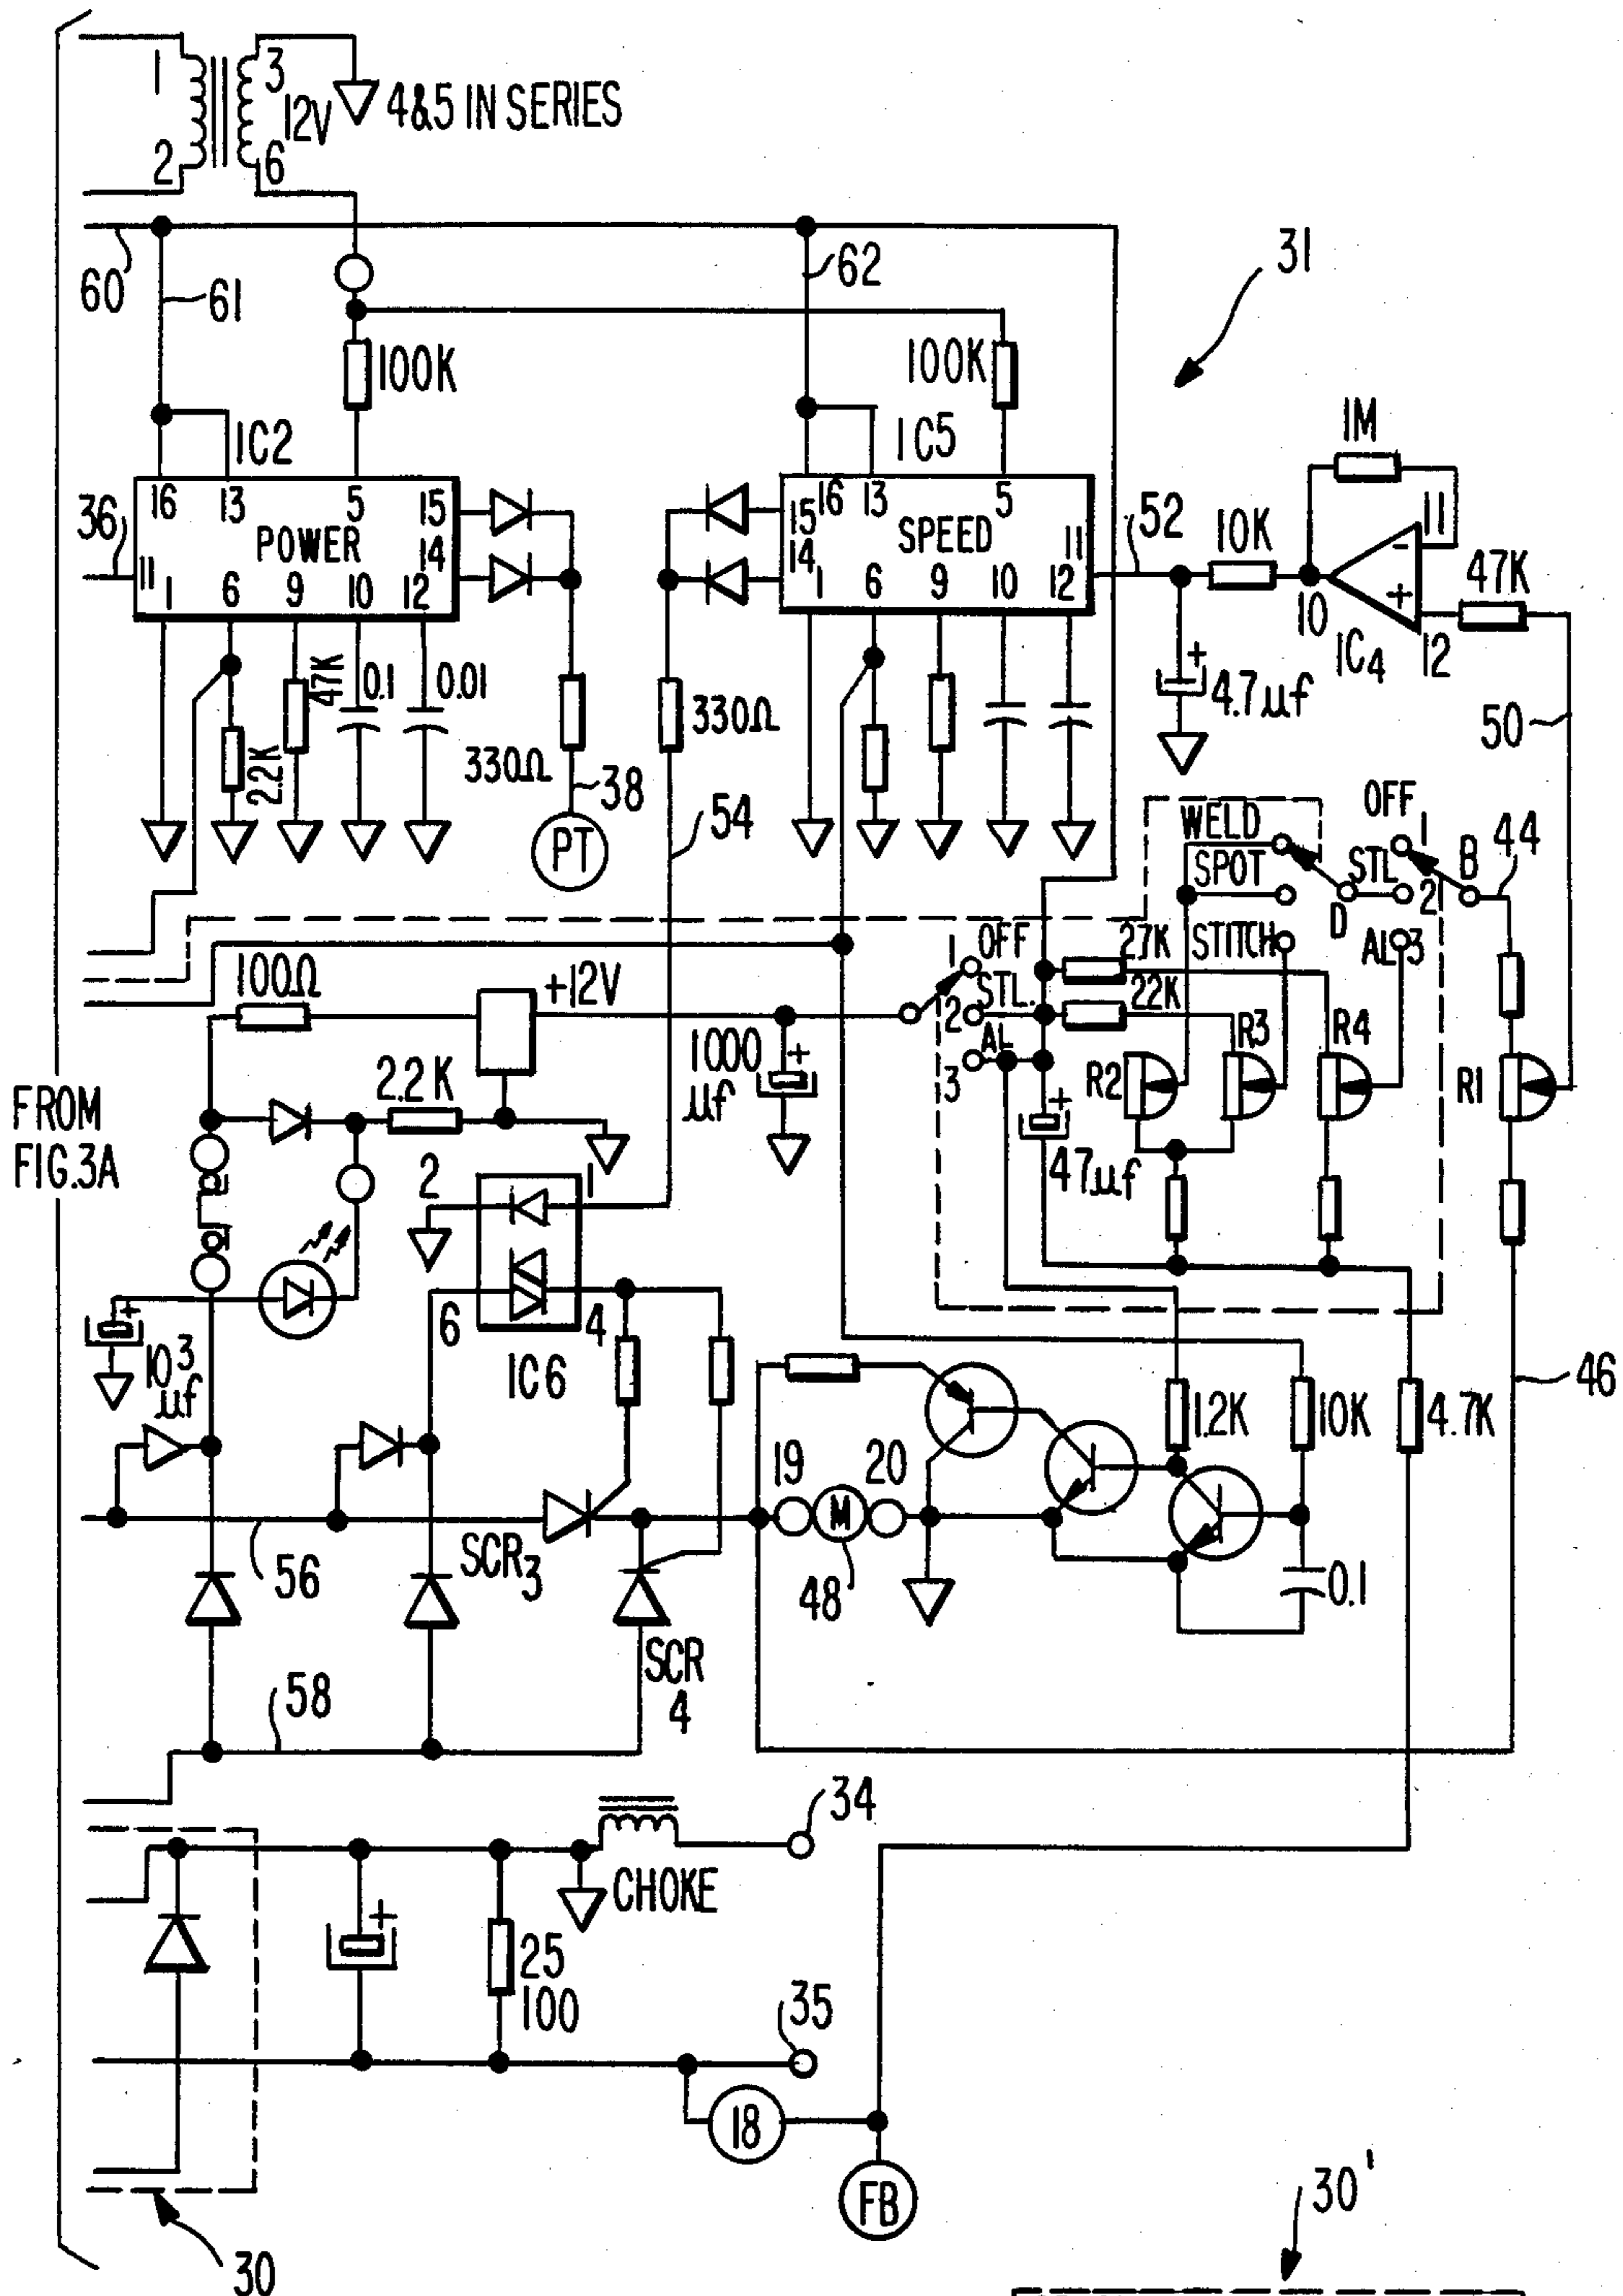 1
3
12V
4&5 IN SERIES
2
6
60
61
62
31
100K
100K
1C2
1C5
1M
36
16
13
5
15
POWER
14
11
1
6
9
10
12
15
16
13
5
SPEED
14
11
1
6
9
10
12
52
10K
11
-
+
47K
10
1C4
12
2.2K
47K
0.1
0.01
330Ω
38
PT
330Ω
54
+
4.7µf
50
OFF
1
WELD
SPOT
STITCH
D
STL
2
B
44
AL 3
100Ω
+12V
1
OFF
2
STL.
3
AL
27K
22K
1000
µf
+
2.2K
R2
R3
R4
R1
FROM
FIG.3A
+
47µf
2
1
6
4
1C6
+
10³
µf
1.2K
10K
4.7K
46
19
M
20
48
56
SCR3
0.1
SCR
4
58
34
CHOKE
+
25
100
35
18
FB
30
30'